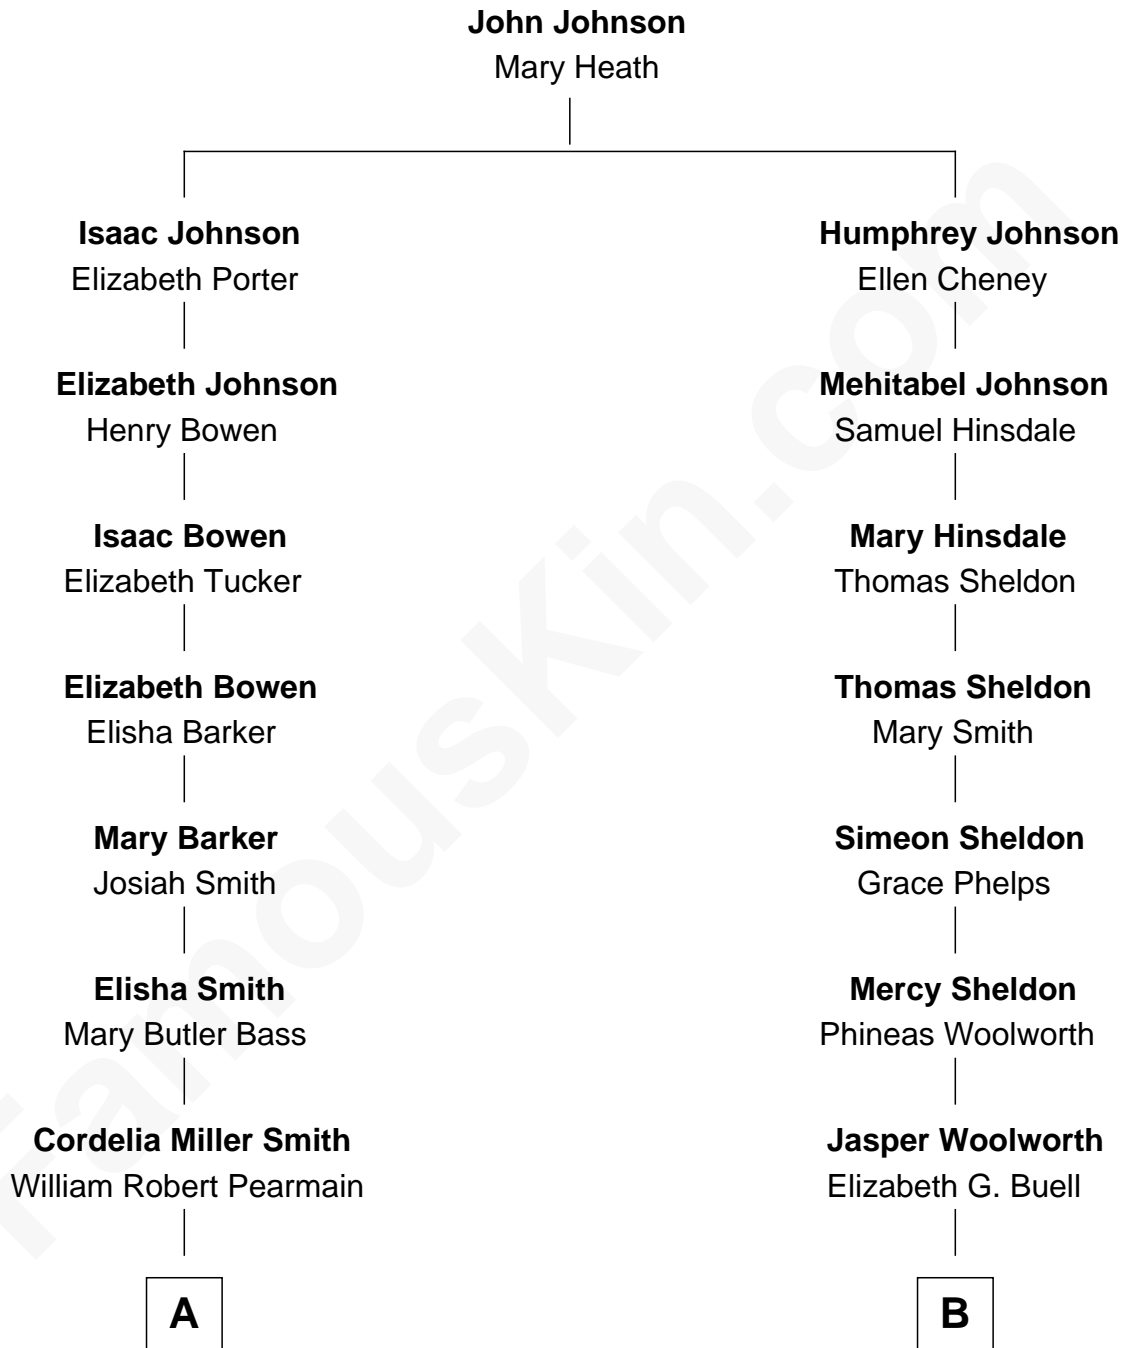 John Johnson
Mary Heath
Isaac Johnson
Elizabeth Porter
Humphrey Johnson
Ellen Cheney
Elizabeth Johnson
Henry Bowen
Mehitabel Johnson
Samuel Hinsdale
Isaac Bowen
Elizabeth Tucker
Mary Hinsdale
Thomas Sheldon
Elizabeth Bowen
Elisha Barker
Thomas Sheldon
Mary Smith
Mary Barker
Josiah Smith
Simeon Sheldon
Grace Phelps
Elisha Smith
Mary Butler Bass
Mercy Sheldon
Phineas Woolworth
Cordelia Miller Smith
William Robert Pearmain
Jasper Woolworth
Elizabeth G. Buell
A
B
FamousKin.com